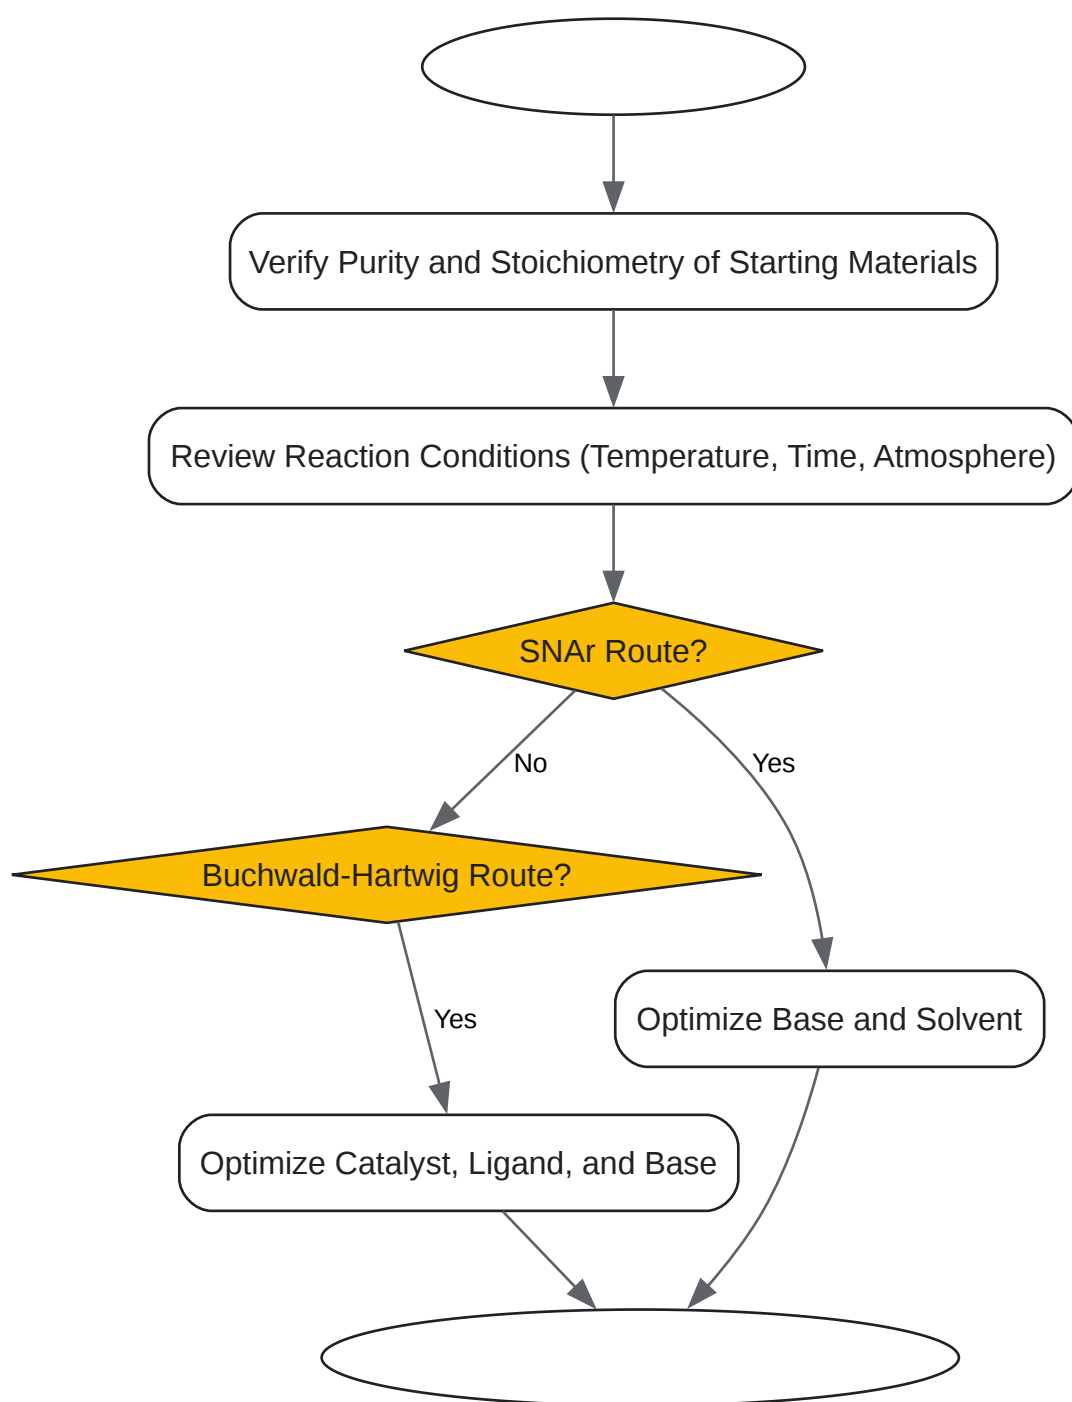 Verify Purity and Stoichiometry of Starting Materials
Review Reaction Conditions (Temperature, Time, Atmosphere)
SNAr Route?
No
Yes
Buchwald-Hartwig Route?
Yes
Optimize Base and Solvent
Optimize Catalyst, Ligand, and Base